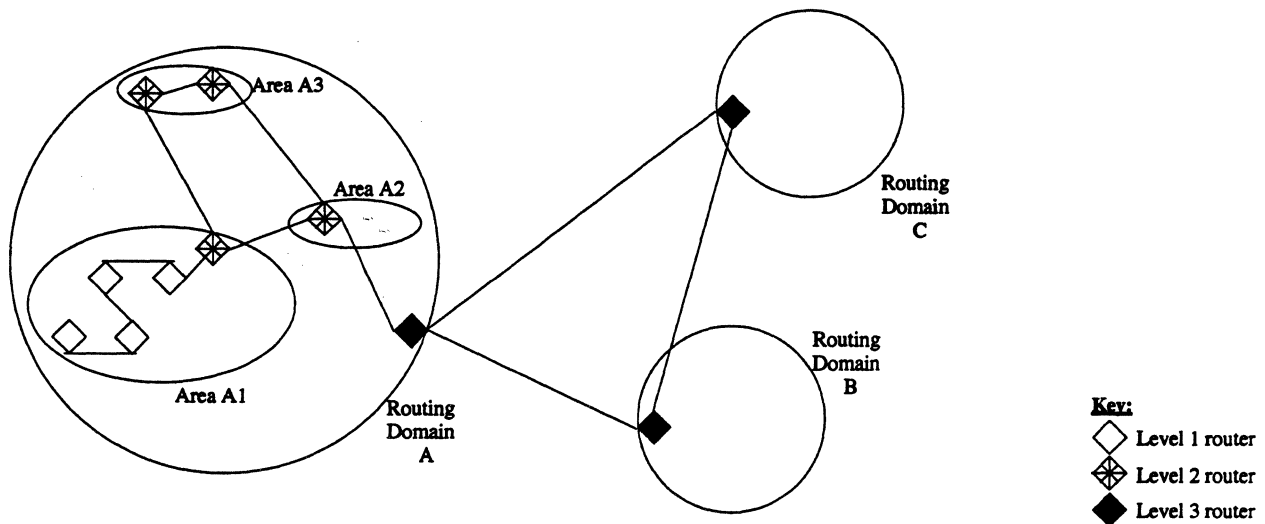 Area A3
Area A2
Routing
Domain
C
Routing
Domain
B
Area A1
Routing
Domain
A
Key:
Level 1 router
Level 2 router
Level 3 router